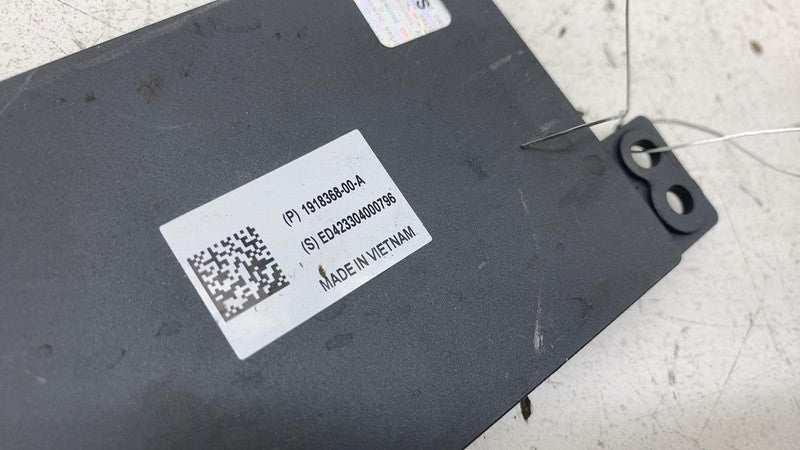 (P) 1918368-00-A
(S) ED423304000796
MADE IN VIETNAM